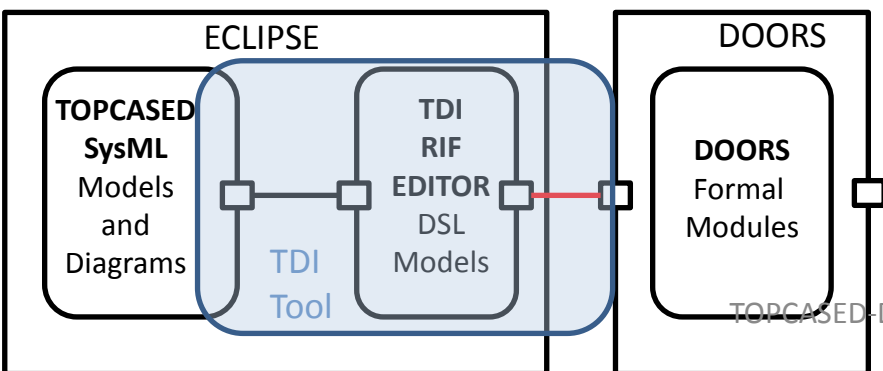 ECLIPSE
DOORS
TOPCASED
SysML
Models
and
Diagrams
TDI
Tool
TDI
RIF
EDITOR
DSL
Models
DOORS
Formal
Modules